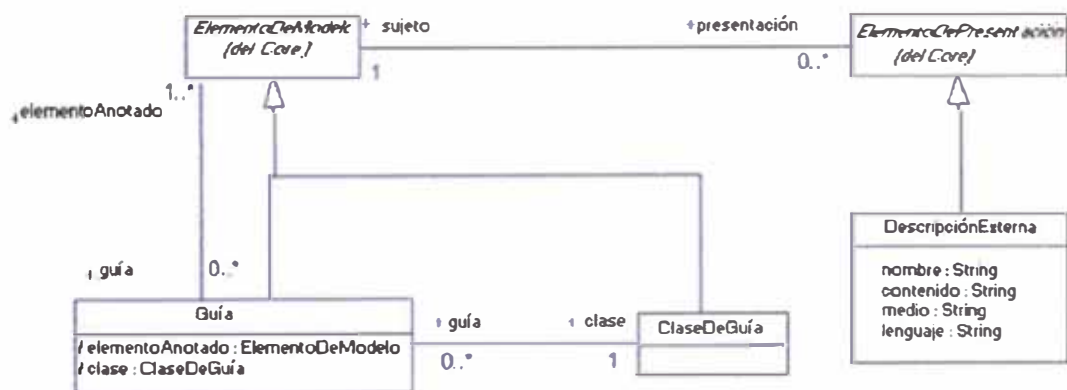 ElementoDeModelo
(del Core)
+ sujeto
1
+presentación
0..*
ElementoDePresentación
(del Core)
1..*
+elementoAnotado
+ guía
0..*
Guía
/ elementoAnotado : ElementoDeModelo
/ clase : ClaseDeGuía
+ guía
0..*
+ clase
1
ClaseDeGuía
DescripciónExterna
nombre : String
contenido : String
medio : String
lenguaje : String